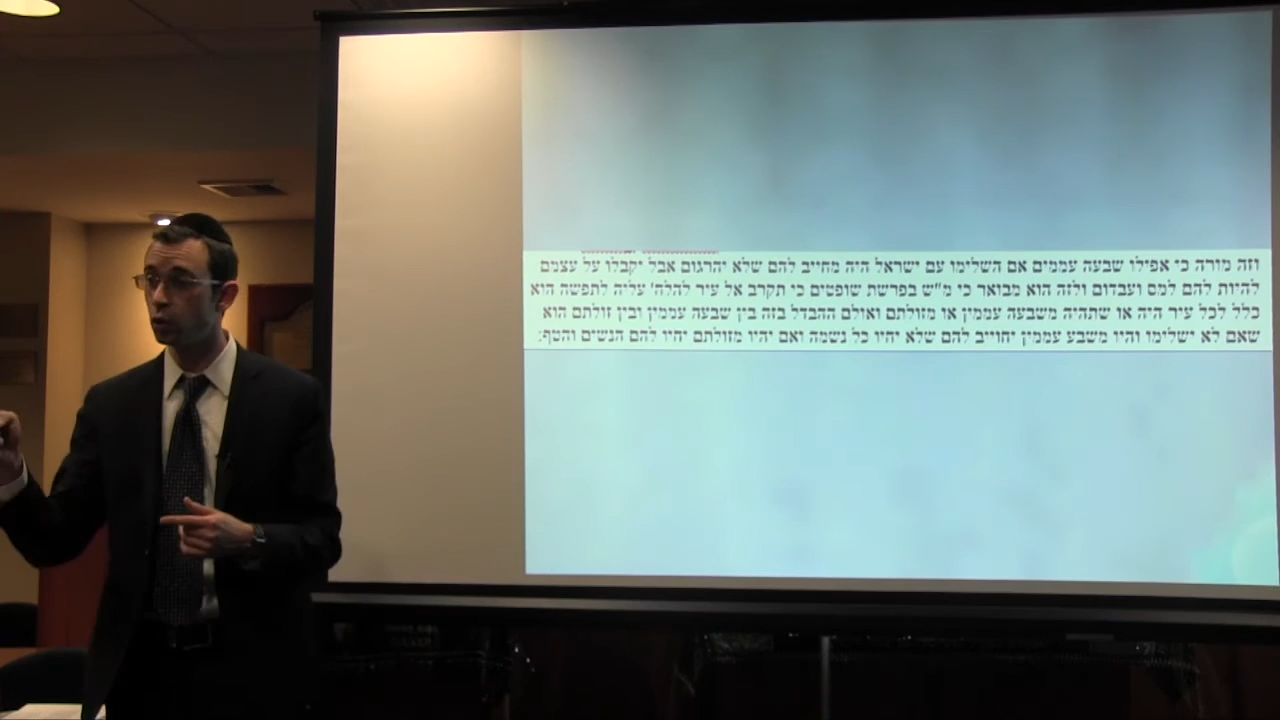 וזה מורה כי אפילו שבעה עממים אם השלימו עם ישראל היה מחייב להם שלא יהרגום אבל יקבלו על עצמם
להיות להם למס ועבדום ולזה הוא מבואר כי מ"ש בפרשת שופטים כי תקרב אל עיר להלח' עליה לתפשה הוא
כלל לכל עיר היה או שתהיה משבעה עממין או מזולתם ואולם ההבדל בזה בין שבעה עממין ובין זולתם הוא
שאם לא ישלימו והיו משבע עממין יחוייב להם שלא יחיו כל נשמה ואם יהיו מזולתם יחיו להם הנשים והטף: